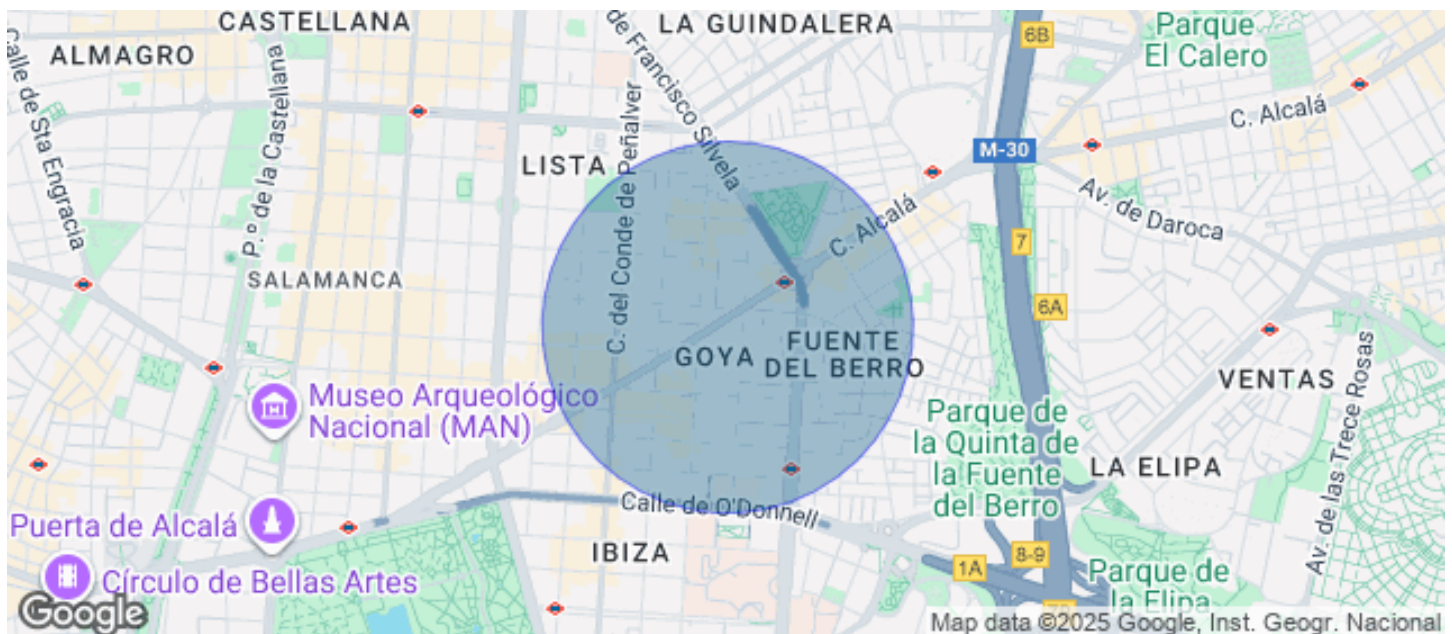 CASTELLANA
LA GUINDALERA
6B
Parque
El Calero
ALMAGRO
Calle de Sta Engracia
P.º de la Castellana
de Francisco Silvela
C. del Conde de Peñalver
C. Alcalá
M-30
LISTA
Av. de Daroca
C. Alcalá
7
SALAMANCA
6A
GOYA
FUENTE
DEL BERRO
VENTAS
Av. de las Trece Rosas
Museo Arqueológico
Nacional (MAN)
Parque de
la Quinta de
la Fuente
del Berro
LA ELIPA
Puerta de Alcalá
Calle de O'Donnell
IBIZA
8-9
1A
Círculo de Bellas Artes
Parque de
la Elipa
Google
Map data ©2025 Google, Inst. Geogr. Nacional